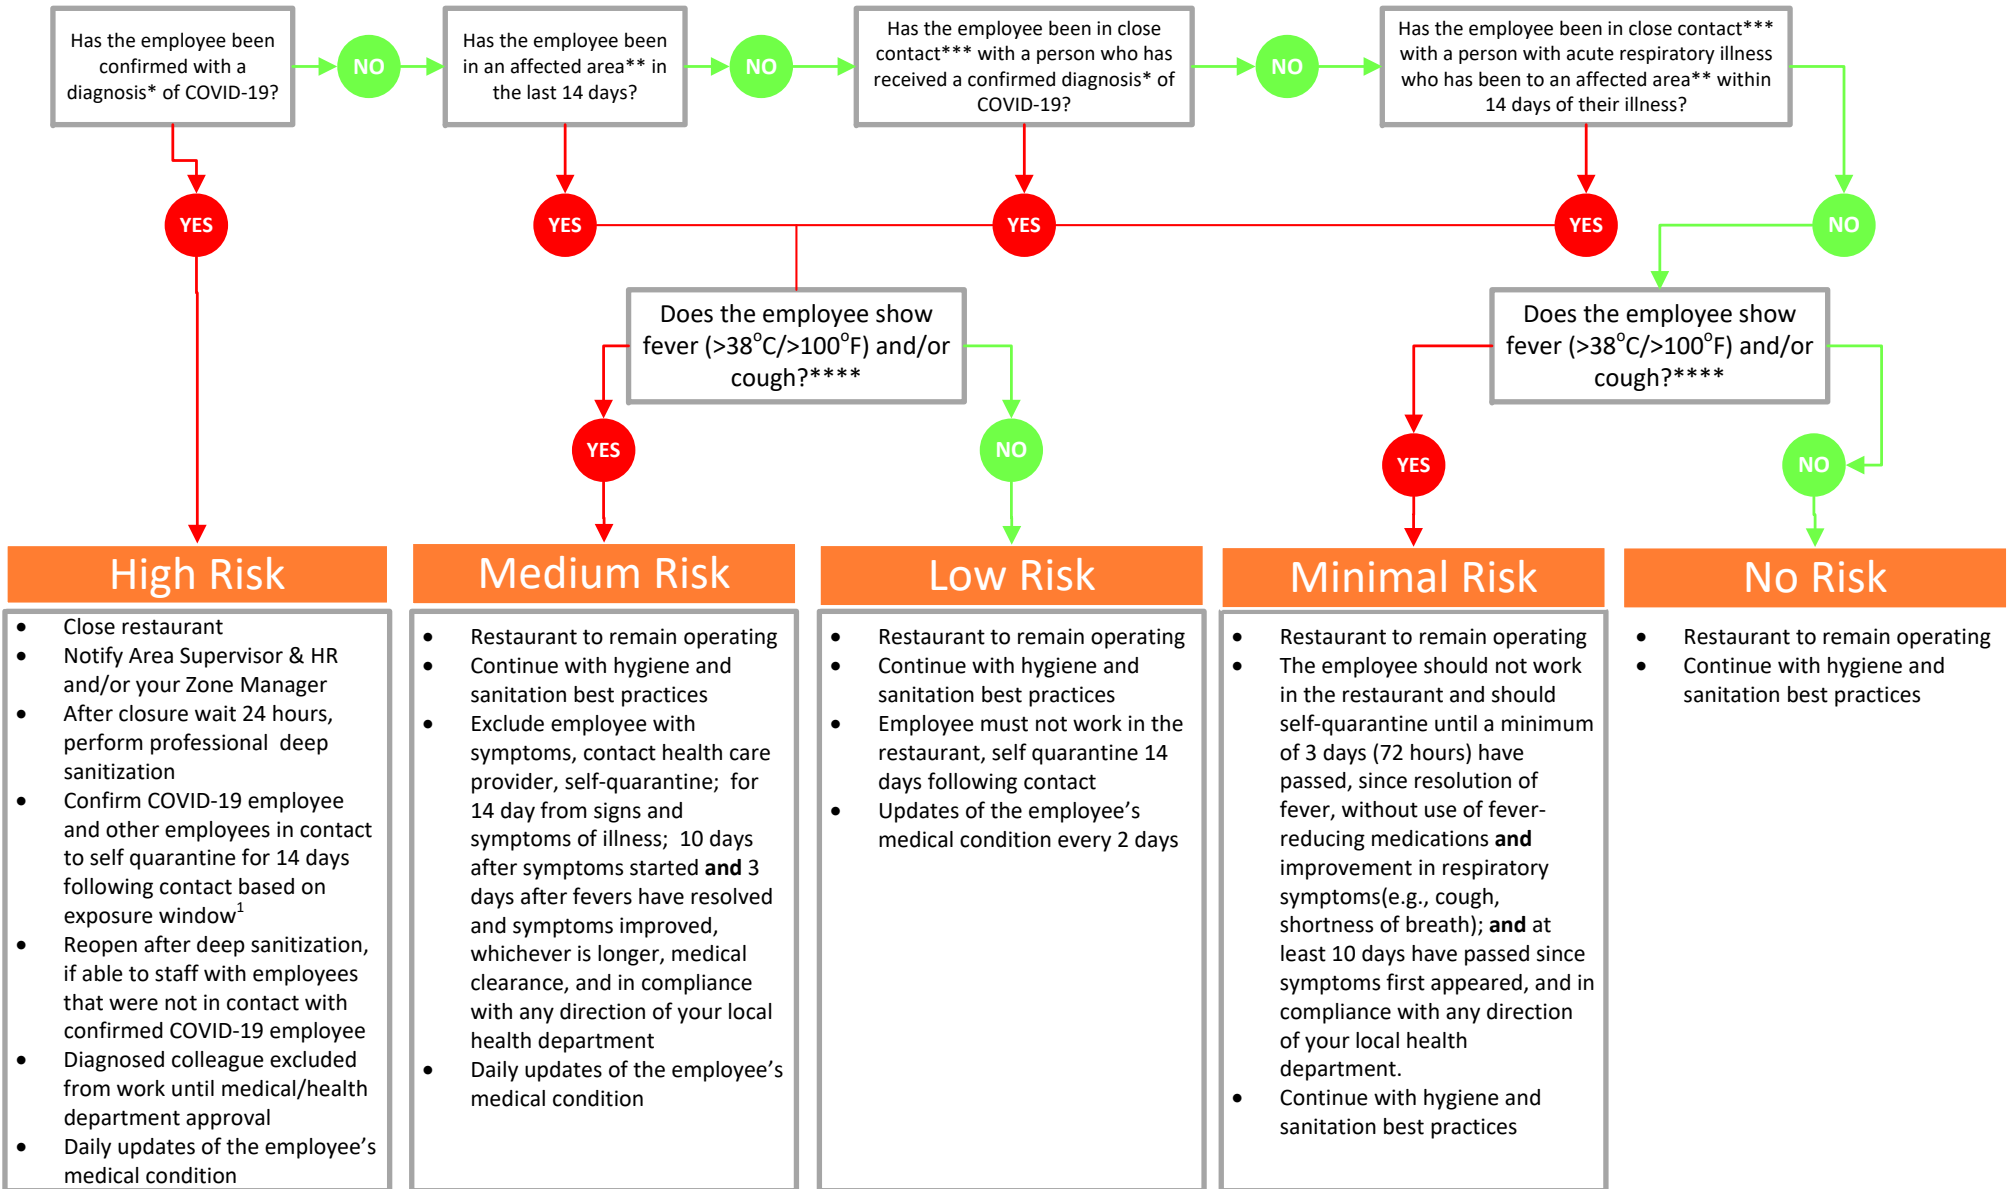 Has the employee been
confirmed with a
diagnosis* of COVID-19?
NO
Has the employee been
in an affected area** in
the last 14 days?
NO
Has the employee been in close
contact*** with a person who has
received a confirmed diagnosis* of
COVID-19?
NO
Has the employee been in close contact***
with a person with acute respiratory illness
who has been to an affected area** within
14 days of their illness?
YES
YES
YES
YES
NO
Does the employee show
fever (>38°C/>100°F) and/or
cough?****
Does the employee show
fever (>38°C/>100°F) and/or
cough?****
YES
NO
YES
NO
High Risk
• Close restaurant
• Notify Area Supervisor & HR
and/or your Zone Manager
• After closure wait 24 hours,
perform professional deep
sanitization
• Confirm COVID-19 employee
and other employees in contact
to self quarantine for 14 days
following contact based on
exposure window¹
• Reopen after deep sanitization,
if able to staff with employees
that were not in contact with
confirmed COVID-19 employee
• Diagnosed colleague excluded
from work until medical/health
department approval
• Daily updates of the employee’s
medical condition
Medium Risk
• Restaurant to remain operating
• Continue with hygiene and
sanitation best practices
• Exclude employee with
symptoms, contact health care
provider, self-quarantine; for
14 day from signs and
symptoms of illness; 10 days
after symptoms started and 3
days after fevers have resolved
and symptoms improved,
whichever is longer, medical
clearance, and in compliance
with any direction of your local
health department
• Daily updates of the employee’s
medical condition
Low Risk
• Restaurant to remain operating
• Continue with hygiene and
sanitation best practices
• Employee must not work in the
restaurant, self quarantine 14
days following contact
• Updates of the employee’s
medical condition every 2 days
Minimal Risk
• Restaurant to remain operating
• The employee should not work
in the restaurant and should
self-quarantine until a minimum
of 3 days (72 hours) have
passed, since resolution of
fever, without use of fever-
reducing medications and
improvement in respiratory
symptoms(e.g., cough,
shortness of breath); and at
least 10 days have passed since
symptoms first appeared, and in
compliance with any direction
of your local health
department.
• Continue with hygiene and
sanitation best practices
No Risk
• Restaurant to remain operating
• Continue with hygiene and
sanitation best practices